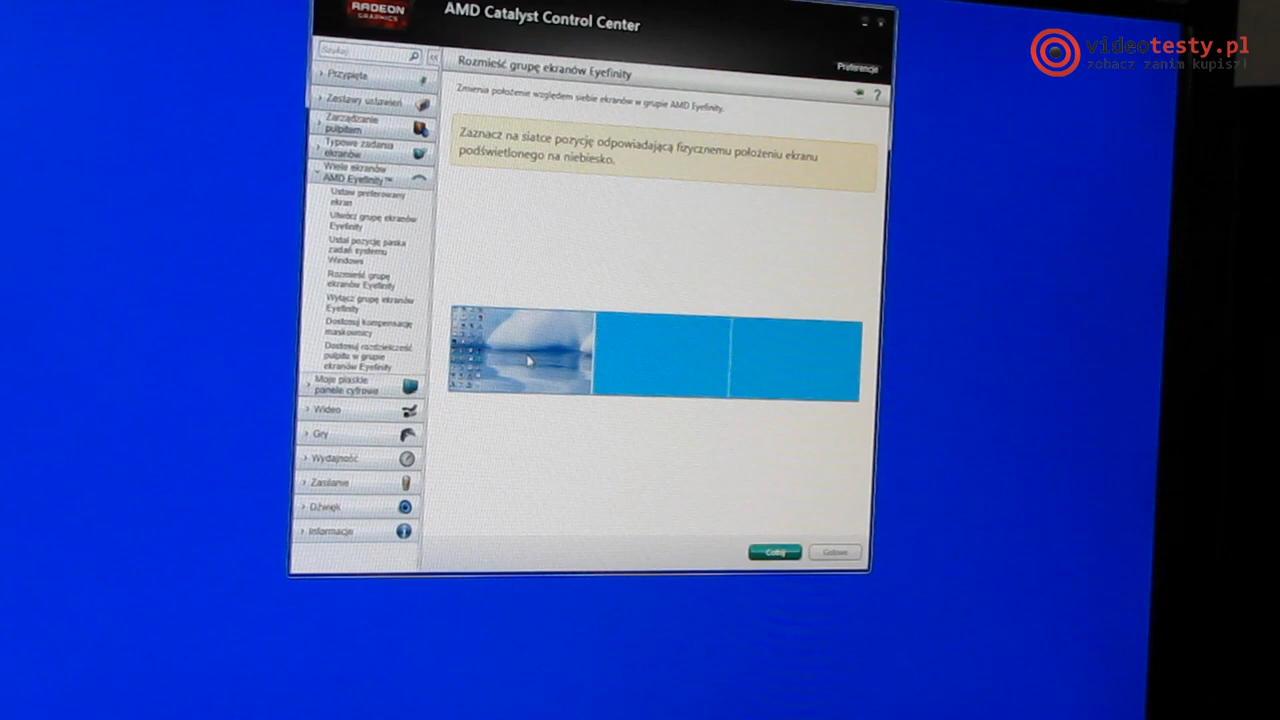 RADEON
GRAPHICS
AMD Catalyst Control Center
videotesty.pl
zobacz zanim kupisz!
Preferencje
Szukaj
Rozmieść grupę ekranów Eyefinity
?
Zmienia położenie względem siebie ekranów w grupie AMD Eyefinity.
Zaznacz na siatce pozycję odpowiadającą fizycznemu położeniu ekranu
podświetlonego na niebiesko.
Przypięte
Zestawy ustawień
Zarządzanie
pulpitem
Typowe zadania
ekranów
Wiele ekranów
AMD Eyefinity™
Ustaw preferowany
ekran
Utwórz grupę ekranów
Eyefinity
Ustal pozycję paska
zadań systemu
Windows
Rozmieść grupę
ekranów Eyefinity
Wyłącz grupę ekranów
Eyefinity
Dostosuj kompensację
maskownicy
Dostosuj rozdzielczość
pulpitu w grupie
ekranów Eyefinity
Moje płaskie
panele cyfrowe
Wideo
Gry
Wydajność
Zasilanie
Dźwięk
Informacje
Cofnij
Gotowe